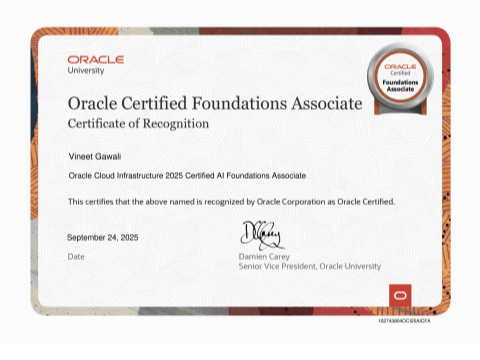 ORACLE
University
ORACLE
Certified
Foundations
Associate
Oracle Certified Foundations Associate
Certificate of Recognition
Vineet Gawali
Oracle Cloud Infrastructure 2025 Certified AI Foundations Associate
This certifies that the above named is recognized by Oracle Corporation as Oracle Certified.
September 24, 2025
Date
Damien Carey
Senior Vice President, Oracle University